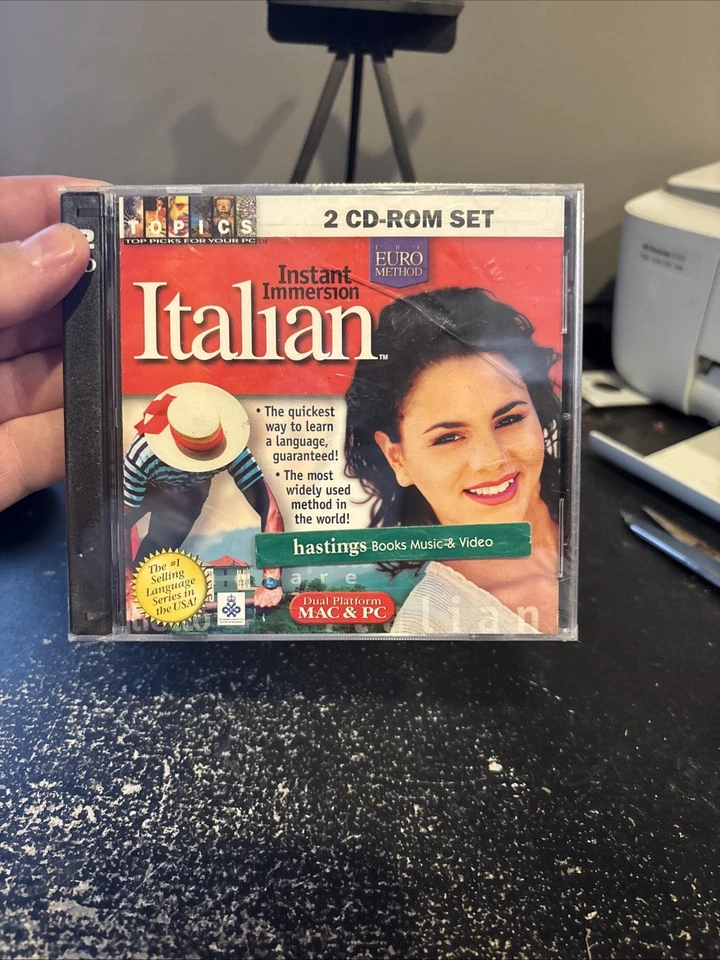 TOPICS
TOP PICKS FOR YOUR PC
2 CD-ROM SET
THE
EURO
METHOD
Instant
Immersion
Italian™
• The quickest
way to learn
a language,
guaranteed!
• The most
widely used
method in
the world!
hastings Books Music & Video
are
The #1
Selling
Language
Series in
the USA!
Dual Platform
MAC & PC
italian